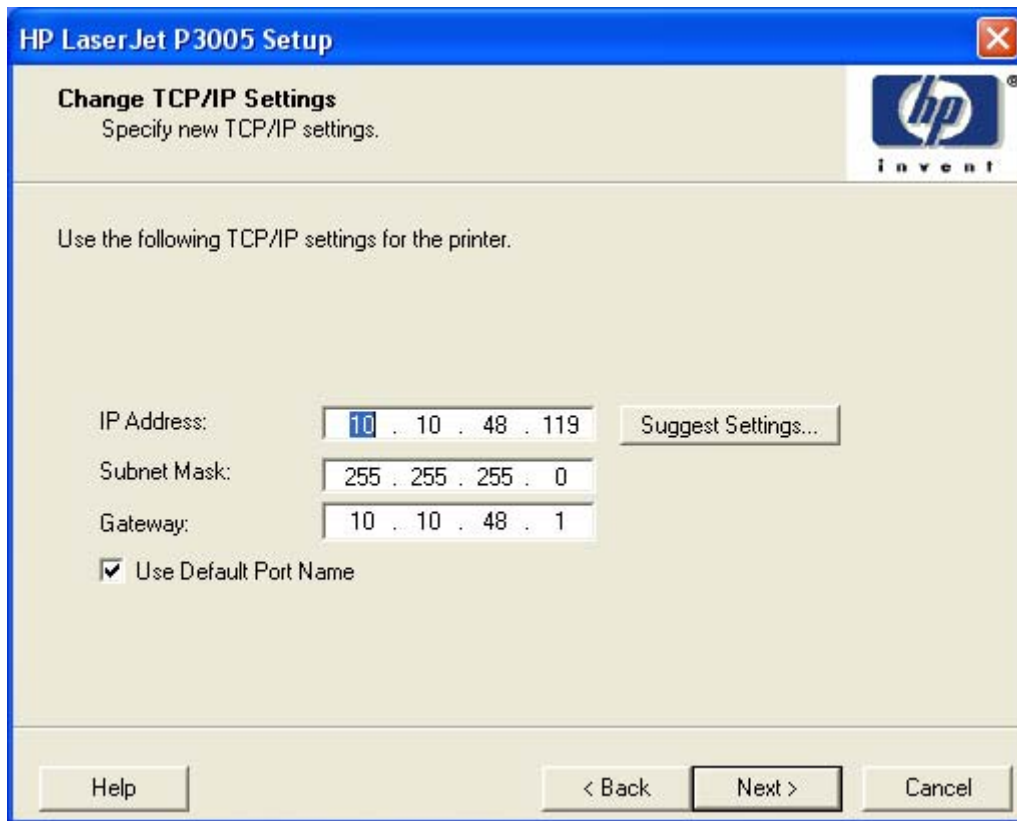 HP LaserJet P3005 Setup
Change TCP/IP Settings
Specify new TCP/IP settings.
hp
®
invent
Use the following TCP/IP settings for the printer.
IP Address: 10 . 10 . 48 . 119 Suggest Settings...
Subnet Mask: 255 . 255 . 255 . 0
Gateway: 10 . 10 . 48 . 1
Use Default Port Name
Help < Back Next > Cancel